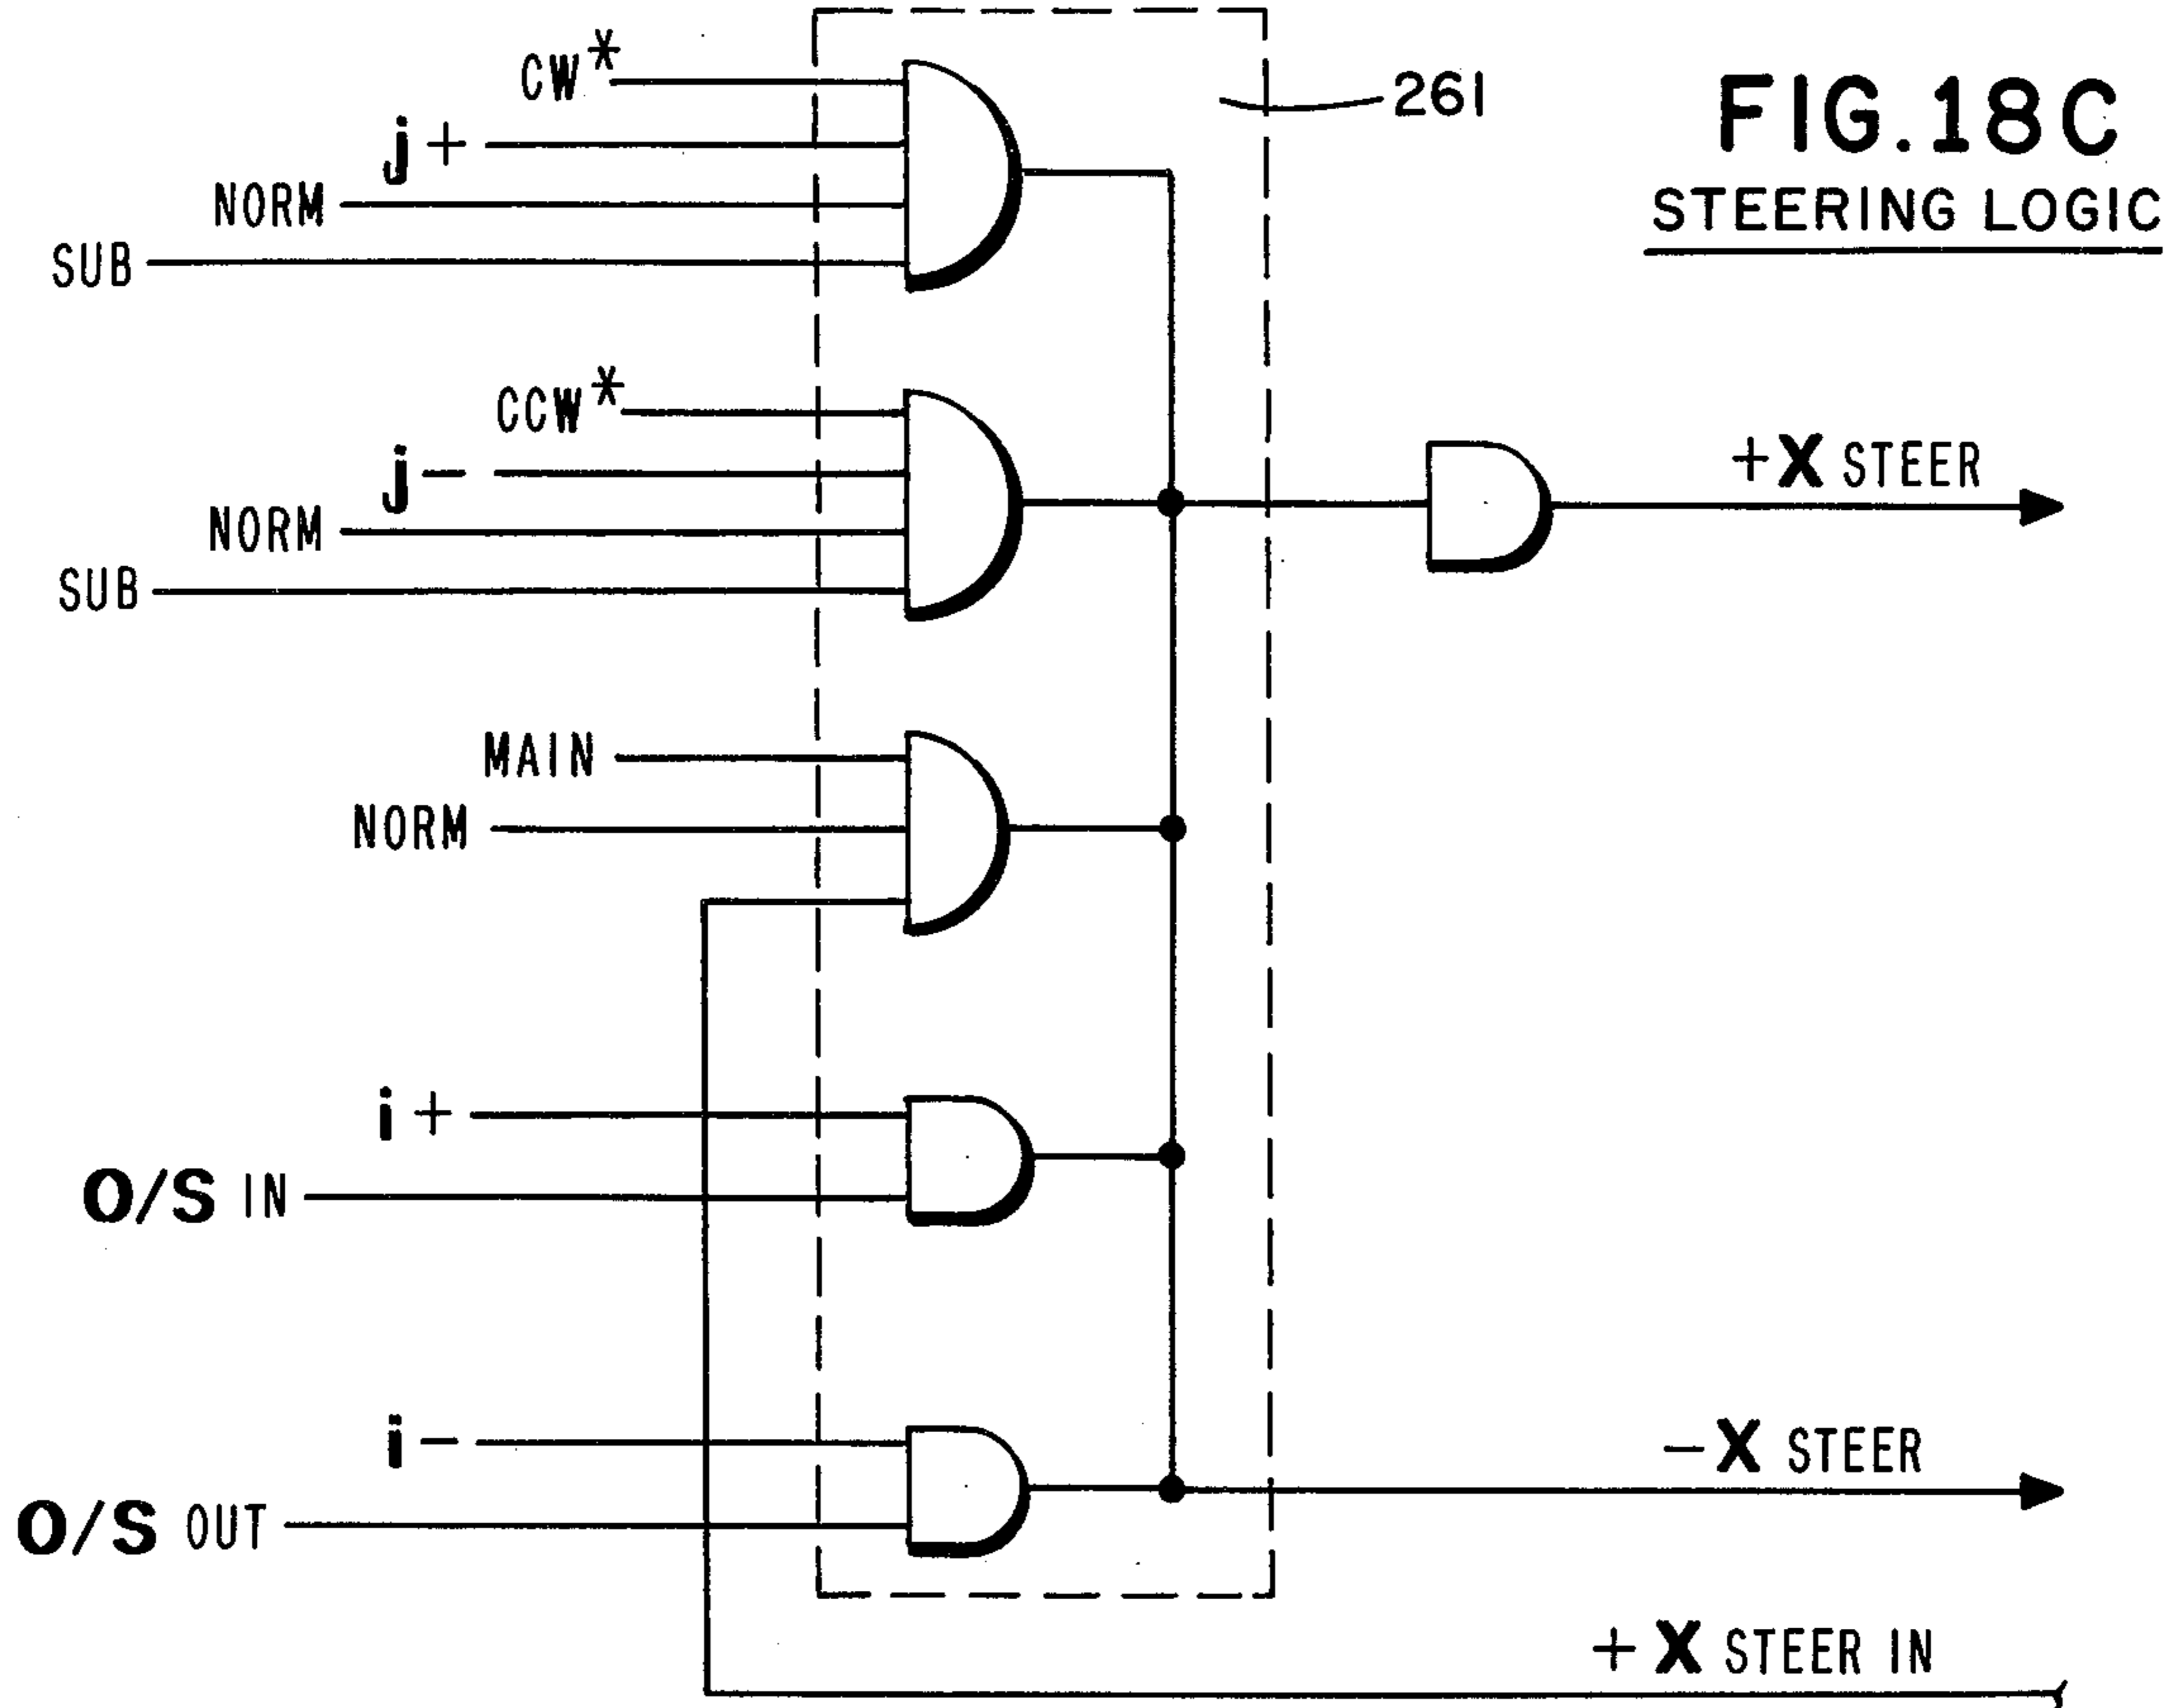 CW*
261
FIG.18C
j+
STEERING LOGIC
NORM
SUB
CCW*
+X STEER
j-
NORM
SUB
MAIN
NORM
i+
O/S IN
i-
-X STEER
O/S OUT
+X STEER IN